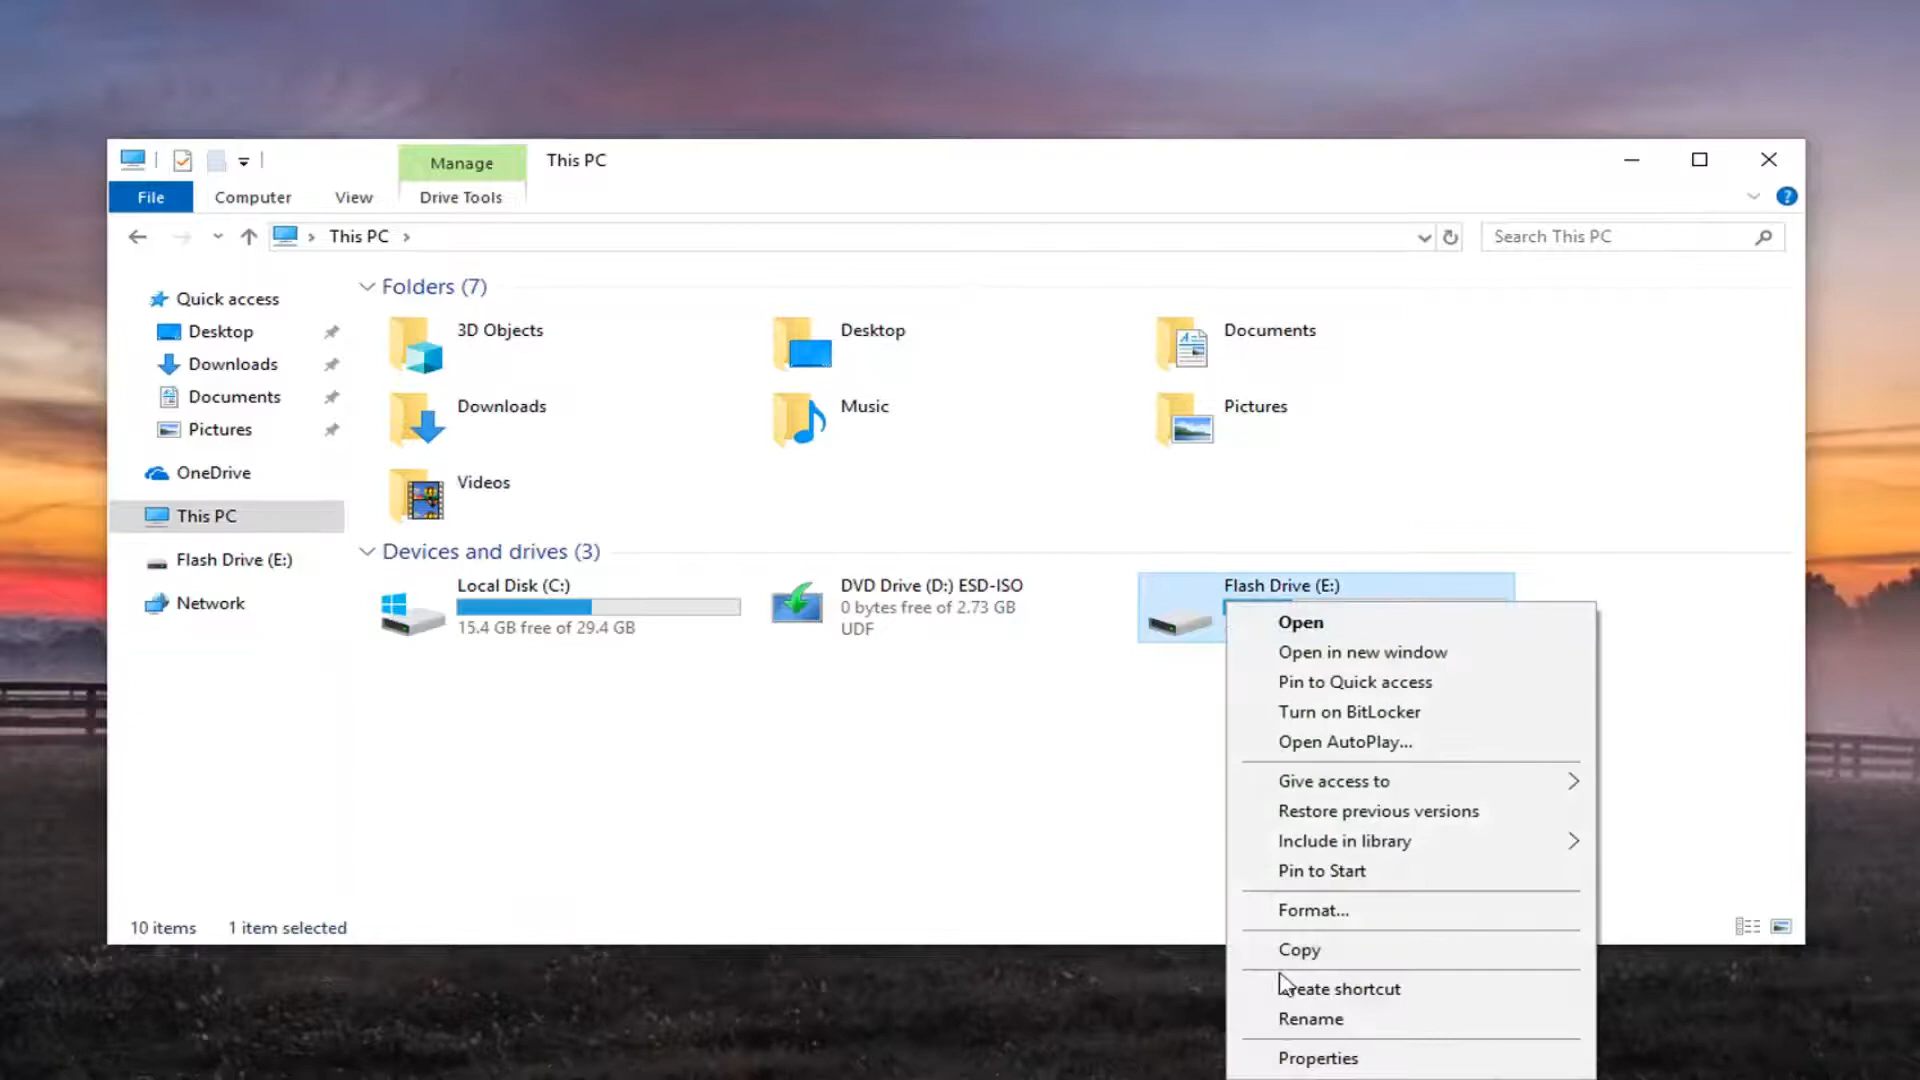 Manage
This PC
File
Computer
View
Drive Tools
This PC
Search This PC
Quick access
Desktop
Downloads
Documents
Pictures
OneDrive
This PC
Flash Drive (E:)
Network
Folders (7)
3D Objects
Desktop
Documents
Downloads
Music
Pictures
Videos
Devices and drives (3)
Local Disk (C:)
15.4 GB free of 29.4 GB
DVD Drive (D:) ESD-ISO
0 bytes free of 2.73 GB
UDF
Flash Drive (E:)
Open
Open in new window
Pin to Quick access
Turn on BitLocker
Open AutoPlay...
Give access to
Restore previous versions
Include in library
Pin to Start
Format...
Copy
Create shortcut
Rename
Properties
10 items
1 item selected